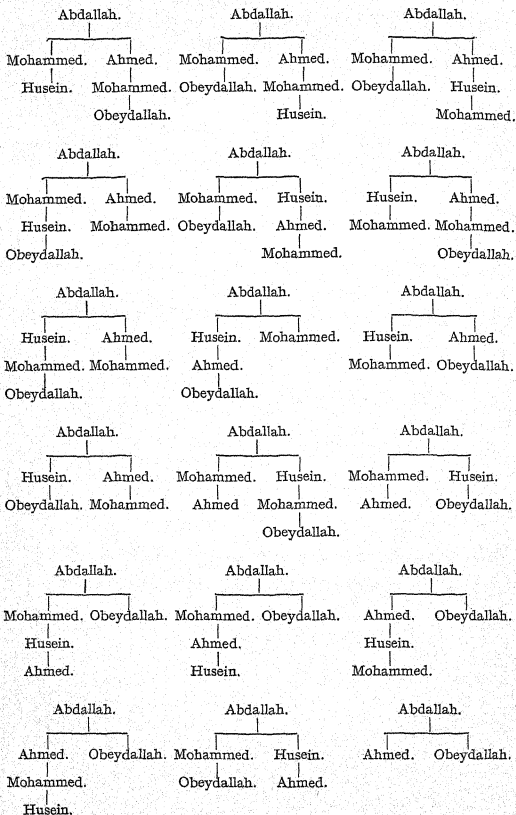 Abdallah. Abdallah. Abdallah.
Mohammed. Ahmed. Mohammed. Ahmed. Mohammed. Ahmed.
Husein. Mohammed. Obeydallah. Mohammed. Obeydallah. Husein.
Obeydallah. Husein. Mohammed.
Abdallah. Abdallah. Abdallah.
Mohammed. Ahmed. Mohammed. Husein. Husein. Ahmed.
Husein. Mohammed. Obeydallah. Ahmed. Mohammed. Mohammed.
Obeydallah. Mohammed. Obeydallah.
Abdallah. Abdallah. Abdallah.
Husein. Ahmed. Husein. Mohammed. Husein. Ahmed.
Mohammed. Mohammed. Ahmed. Mohammed. Obeydallah.
Obeydallah. Obeydallah.
Abdallah. Abdallah. Abdallah.
Husein. Ahmed. Mohammed. Husein. Mohammed. Husein.
Obeydallah. Mohammed. Ahmed Mohammed. Ahmed. Obeydallah.
Obeydallah.
Abdallah. Abdallah. Abdallah.
Mohammed. Obeydallah. Mohammed. Obeydallah. Ahmed. Obeydallah.
Husein. Ahmed. Husein.
Ahmed. Husein. Mohammed.
Abdallah. Abdallah. Abdallah.
Ahmed. Obeydallah. Mohammed. Husein. Ahmed. Obeydallah.
Mohammed. Obeydallah. Ahmed.
Husein.